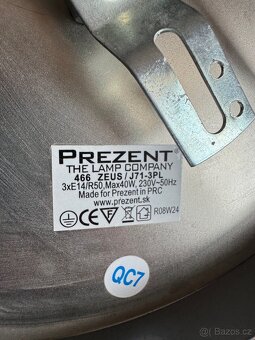 PREZENT
THE LAMP COMPANY
466 ZEUS / J71-3PL
3xE14/R50, Max40W, 230V~50Hz
Made for Prezent in PRC
www.prezent.sk
CE F R08W24
QC7
Bazos.cz